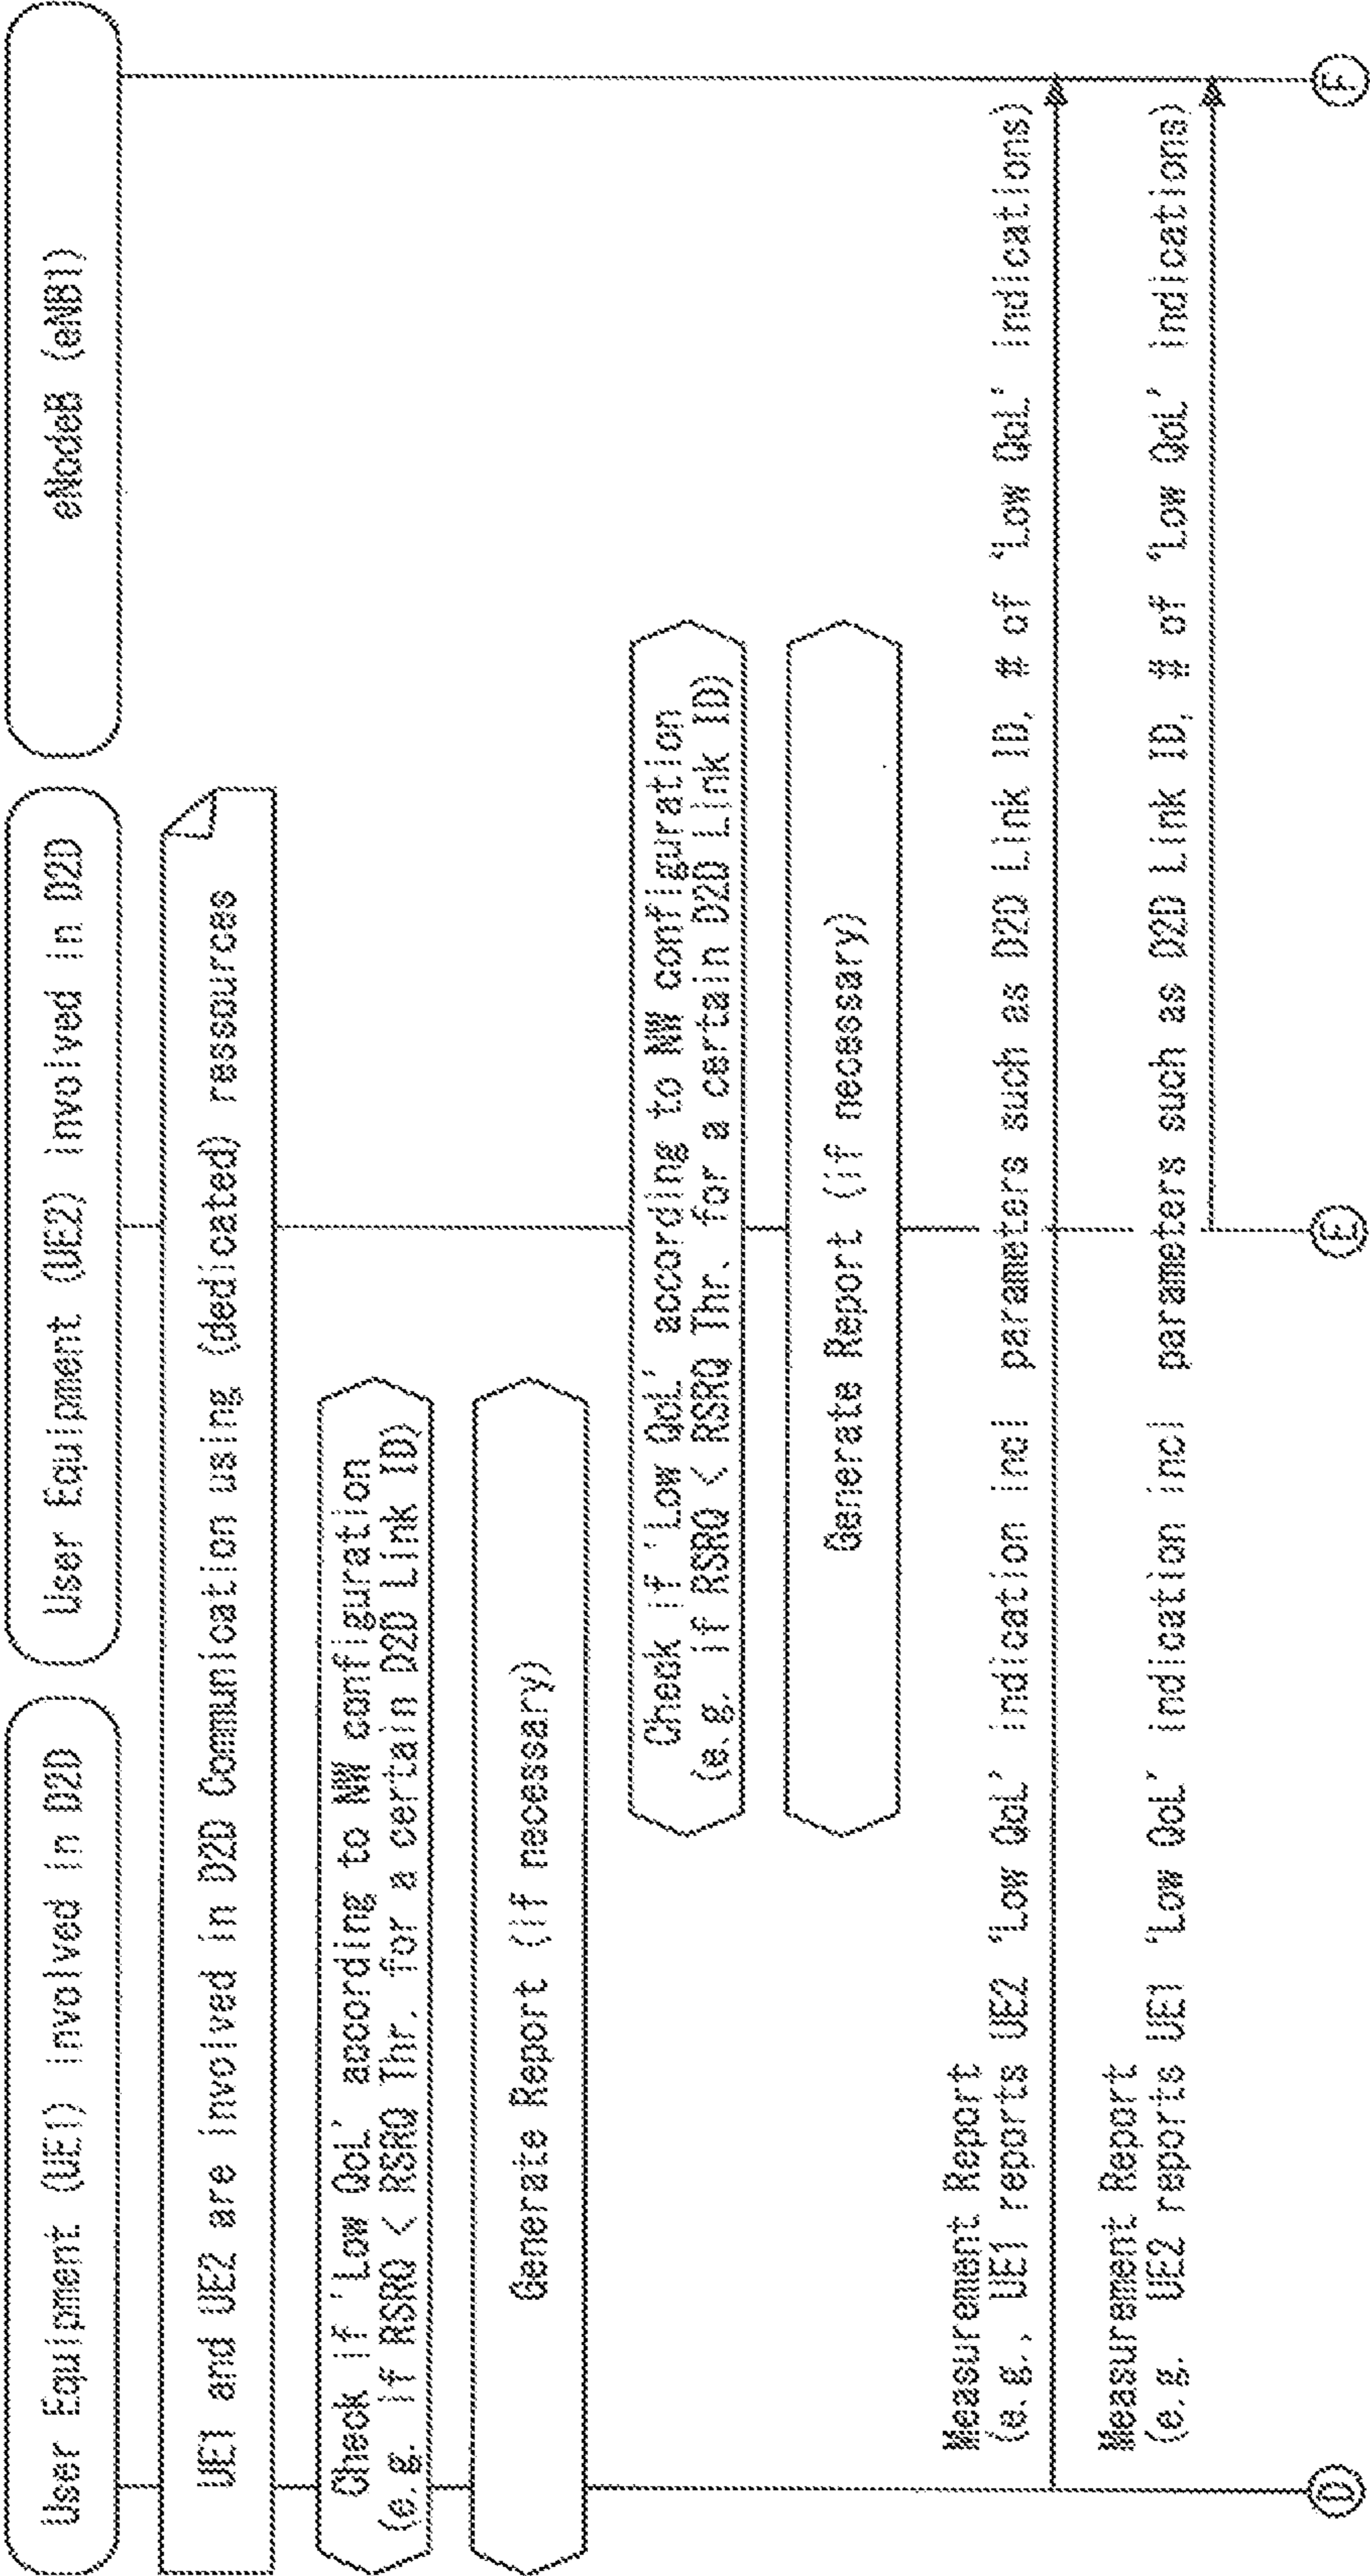 User Equipment (UE1) involved in D2D
User Equipment (UE2) involved in D2D
eNodeB (eNB1)
UE1 and UE2 are involved in D2D Communication using (dedicated) ressources
Check if 'Low QoL' according to NW configuration
(e.g. if RSRQ < RSRQ Thr. for a certain D2D Link ID)
Generate Report (if necessary)
Check if 'Low QoL' according to NW configuration
(e.g. if RSRQ < RSRQ Thr. for a certain D2D Link ID)
Generate Report (if necessary)
Measurement Report
(e.g., UE1 reports UE2 'Low QoL' indication incl parameters such as D2D Link ID, # of 'Low QoL' indications)
Measurement Report
(e.g. UE2 reports UE1 'Low QoL' indication incl parameters such as D2D Link ID, # of 'Low QoL' indications)
D
E
F